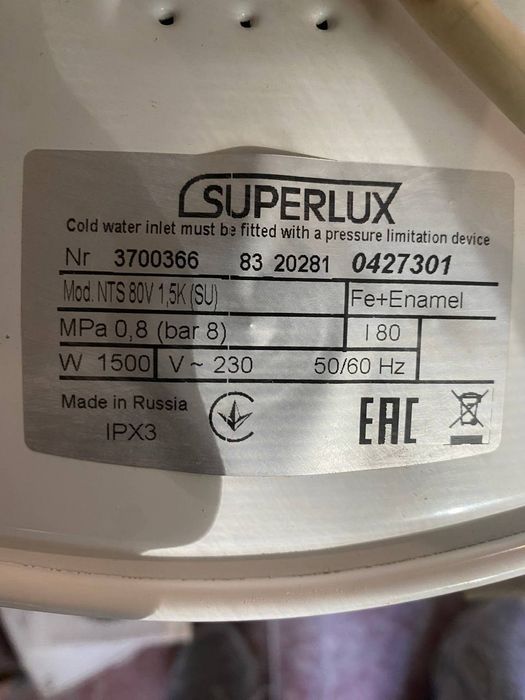 SUPERLUX
Cold water inlet must be fitted with a pressure limitation device
Nr 3700366 83 20281 0427301
Mod. NTS 80V 1,5K (SU) Fe+Enamel
MPa 0,8 (bar 8) l 80
W 1500 V ~ 230 50/60 Hz
Made in Russia
IPX3
EAC